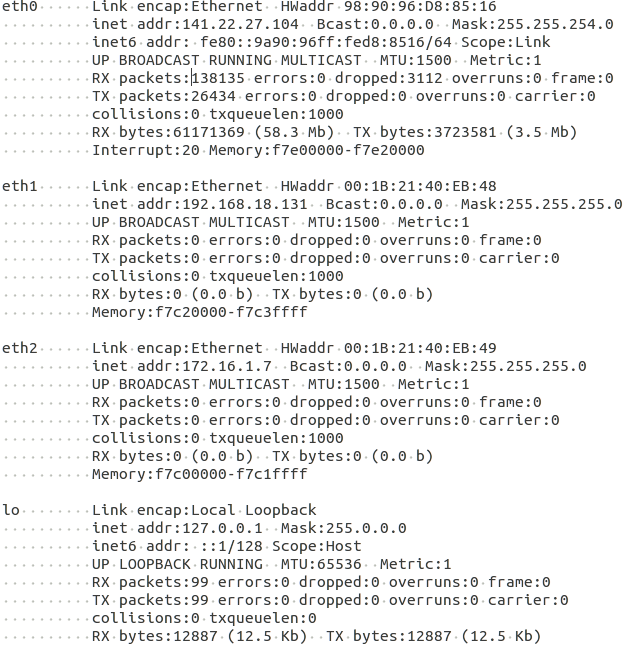 eth0 Link encap:Ethernet HWaddr 98:90:96:D8:85:16
inet addr:141.22.27.104 Bcast:0.0.0.0 Mask:255.255.254.0
inet6 addr: fe80::9a90:96ff:fed8:8516/64 Scope:Link
UP BROADCAST RUNNING MULTICAST MTU:1500 Metric:1
RX packets:138135 errors:0 dropped:3112 overruns:0 frame:0
TX packets:26434 errors:0 dropped:0 overruns:0 carrier:0
collisions:0 txqueuelen:1000
RX bytes:61171369 (58.3 Mb) TX bytes:3723581 (3.5 Mb)
Interrupt:20 Memory:f7e00000-f7e20000
eth1 Link encap:Ethernet HWaddr 00:1B:21:40:EB:48
inet addr:192.168.18.131 Bcast:0.0.0.0 Mask:255.255.255.0
UP BROADCAST MULTICAST MTU:1500 Metric:1
RX packets:0 errors:0 dropped:0 overruns:0 frame:0
TX packets:0 errors:0 dropped:0 overruns:0 carrier:0
collisions:0 txqueuelen:1000
RX bytes:0 (0.0 b) TX bytes:0 (0.0 b)
Memory:f7c20000-f7c3ffff
eth2 Link encap:Ethernet HWaddr 00:1B:21:40:EB:49
inet addr:172.16.1.7 Bcast:0.0.0.0 Mask:255.255.255.0
UP BROADCAST MULTICAST MTU:1500 Metric:1
RX packets:0 errors:0 dropped:0 overruns:0 frame:0
TX packets:0 errors:0 dropped:0 overruns:0 carrier:0
collisions:0 txqueuelen:1000
RX bytes:0 (0.0 b) TX bytes:0 (0.0 b)
Memory:f7c00000-f7c1ffff
lo Link encap:Local Loopback
inet addr:127.0.0.1 Mask:255.0.0.0
inet6 addr: ::1/128 Scope:Host
UP LOOPBACK RUNNING MTU:65536 Metric:1
RX packets:99 errors:0 dropped:0 overruns:0 frame:0
TX packets:99 errors:0 dropped:0 overruns:0 carrier:0
collisions:0 txqueuelen:0
RX bytes:12887 (12.5 Kb) TX bytes:12887 (12.5 Kb)